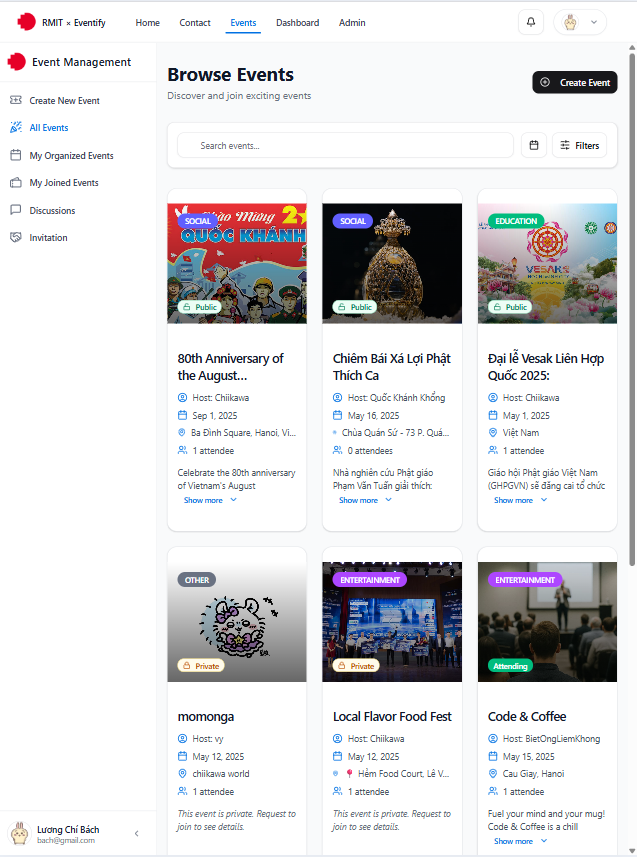 RMIT × Eventify
Home
Contact
Events
Dashboard
Admin
Event Management
Create New Event
All Events
My Organized Events
My Joined Events
Discussions
Invitation
Browse Events
Discover and join exciting events
Create Event
Search events...
Filters
Chào Mừng 2
QUỐC KHÁNH
SOCIAL
Public
80th Anniversary of
the August...
Host: Chiikawa
Sep 1, 2025
Ba Đình Square, Hanoi, Vi...
1 attendee
Celebrate the 80th anniversary
of Vietnam's August
Show more
SOCIAL
Public
Chiêm Bái Xá Lợi Phật
Thích Ca
Host: Quốc Khánh Khổng
May 16, 2025
Chùa Quán Sứ - 73 P. Quá...
0 attendees
Nhà nghiên cứu Phật giáo
Phạm Văn Tuấn giải thích:
Show more
EDUCATION
VESAK
Public
Đại lễ Vesak Liên Hợp
Quốc 2025:
Host: Chiikawa
May 1, 2025
Việt Nam
1 attendee
Giáo hội Phật giáo Việt Nam
(GHPGVN) sẽ đăng cai tổ chức
Show more
OTHER
Private
momonga
Host: vy
May 12, 2025
chiikawa world
1 attendee
This event is private. Request to
join to see details.
ENTERTAINMENT
Private
Local Flavor Food Fest
Host: Chiikawa
May 12, 2025
Hẻm Food Court, Lê V...
1 attendee
This event is private. Request to
join to see details.
ENTERTAINMENT
Attending
Code & Coffee
Host: BietOngLiemKhong
May 15, 2025
Cau Giay, Hanoi
1 attendee
Fuel your mind and your mug!
Code & Coffee is a chill
Show more
Lương Chí Bách
bach@gmail.com